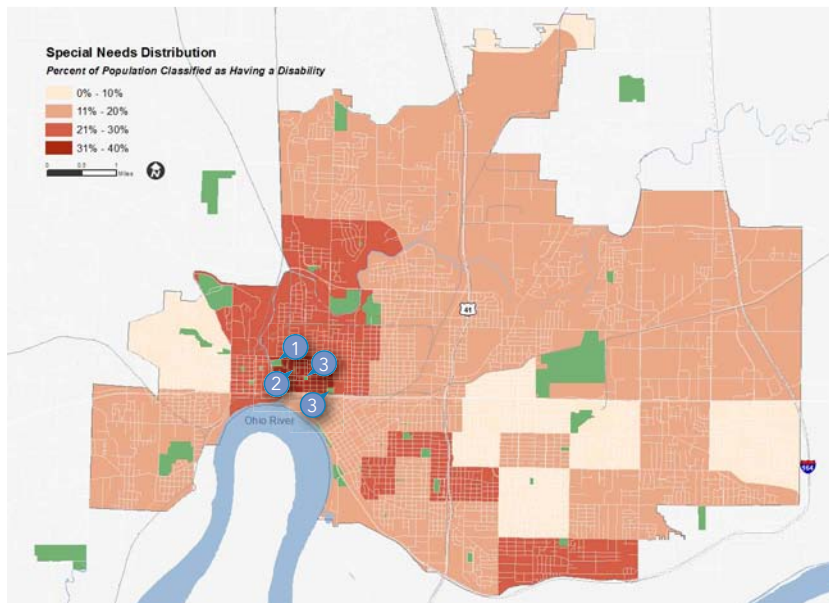 Special Needs Distribution
Percent of Population Classified as Having a Disability
0% - 10%
11% - 20%
21% - 30%
31% - 40%
0 0.5 1
Miles
N
41
1
3
2
3
Ohio River
164